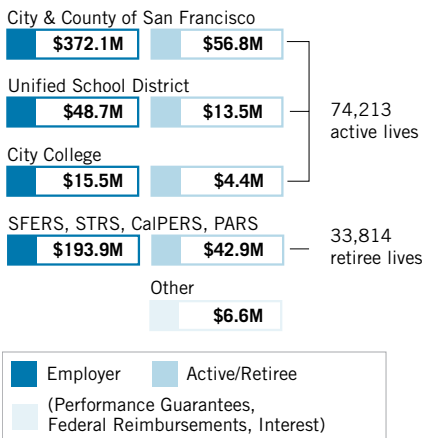 City & County of San Francisco
$372.1M $56.8M
Unified School District
$48.7M $13.5M
74,213
active lives
City College
$15.5M $4.4M
SFERS, STRS, CalPERS, PARS
$193.9M $42.9M
33,814
retiree lives
Other
$6.6M
Employer Active/Retiree
(Performance Guarantees,
Federal Reimbursements, Interest)